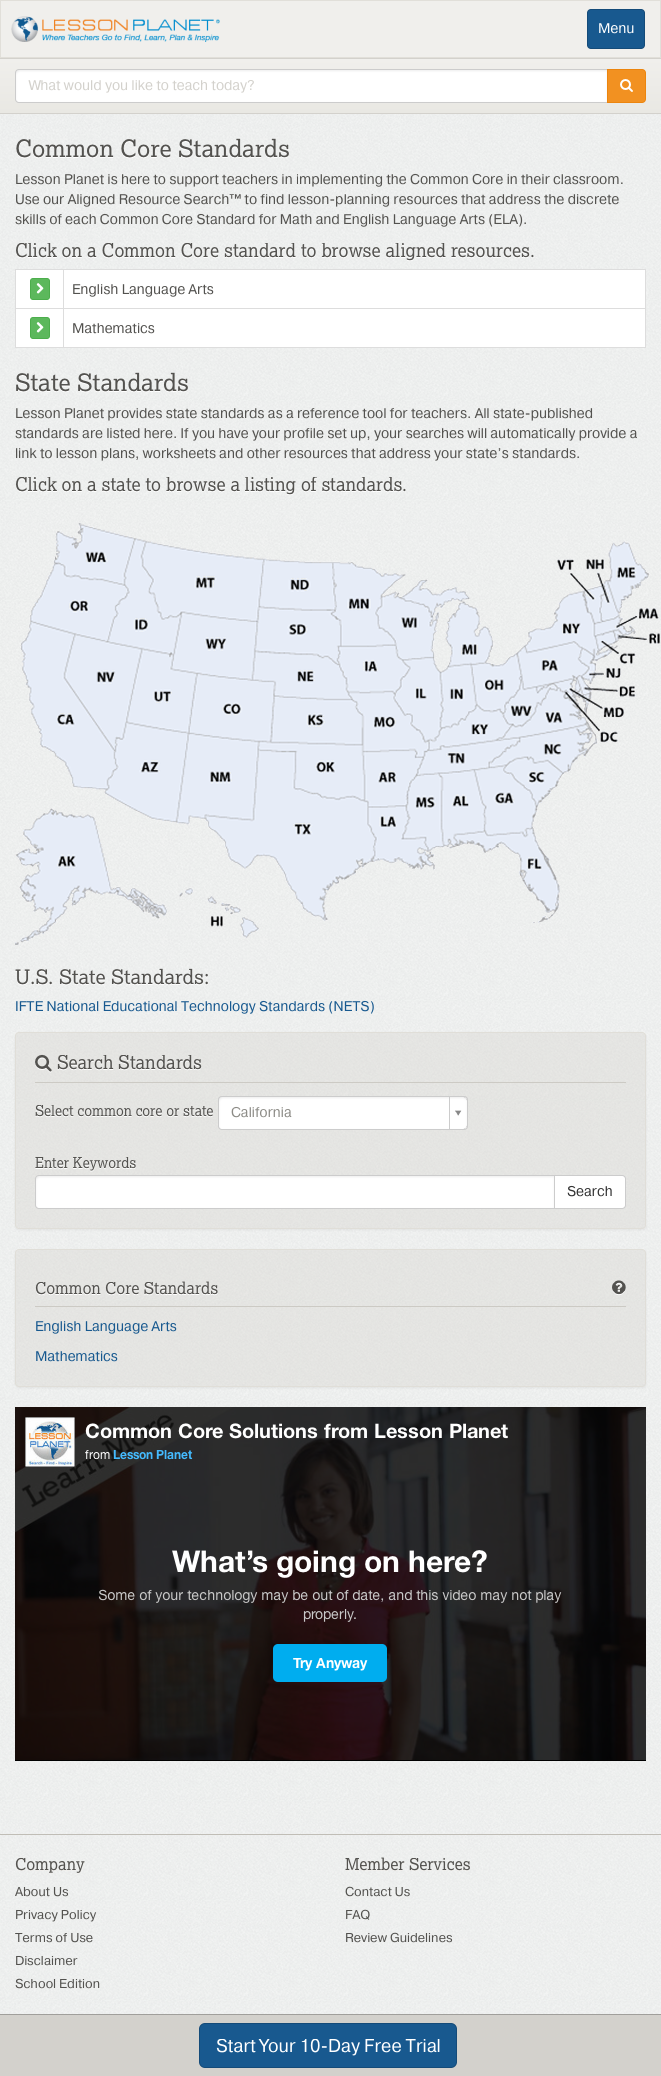 LESSON PLANET®
Where Teachers Go to Find, Learn, Plan & Inspire
Menu
What would you like to teach today?
Common Core Standards
Lesson Planet is here to support teachers in implementing the Common Core in their classroom.
Use our Aligned Resource Search™ to find lesson-planning resources that address the discrete
skills of each Common Core Standard for Math and English Language Arts (ELA).
Click on a Common Core standard to browse aligned resources.
English Language Arts
Mathematics
State Standards
Lesson Planet provides state standards as a reference tool for teachers. All state-published
standards are listed here. If you have your profile set up, your searches will automatically provide a
link to lesson plans, worksheets and other resources that address your state's standards.
Click on a state to browse a listing of standards.
WA
MT
ND
MN
VT
NH
ME
OR
ID
SD
WI
NY
MA
RI
WY
MI
CT
NV
UT
NE
IA
PA
NJ
CO
IL
IN
OH
DE
CA
KS
MO
WV
VA
MD
KY
DC
AZ
NM
OK
AR
TN
NC
SC
MS
AL
GA
TX
LA
AK
FL
HI
U.S. State Standards:
IFTE National Educational Technology Standards (NETS)
Search Standards
Select common core or state California
Enter Keywords
Search
Common Core Standards
English Language Arts
Mathematics
LESSON
PLANET
Search - Find - Inspire
Learn More
Common Core Solutions from Lesson Planet
from Lesson Planet
What's going on here?
Some of your technology may be out of date, and this video may not play
properly.
Try Anyway
Company
About Us
Privacy Policy
Terms of Use
Disclaimer
School Edition
Member Services
Contact Us
FAQ
Review Guidelines
Start Your 10-Day Free Trial